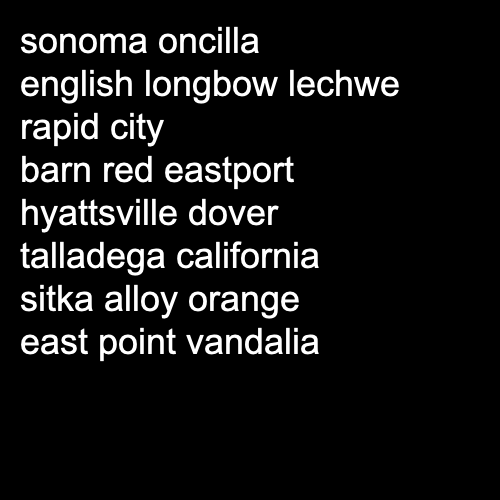 sonoma oncilla
english longbow lechwe
rapid city
barn red eastport
hyattsville dover
talladega california
sitka alloy orange
east point vandalia